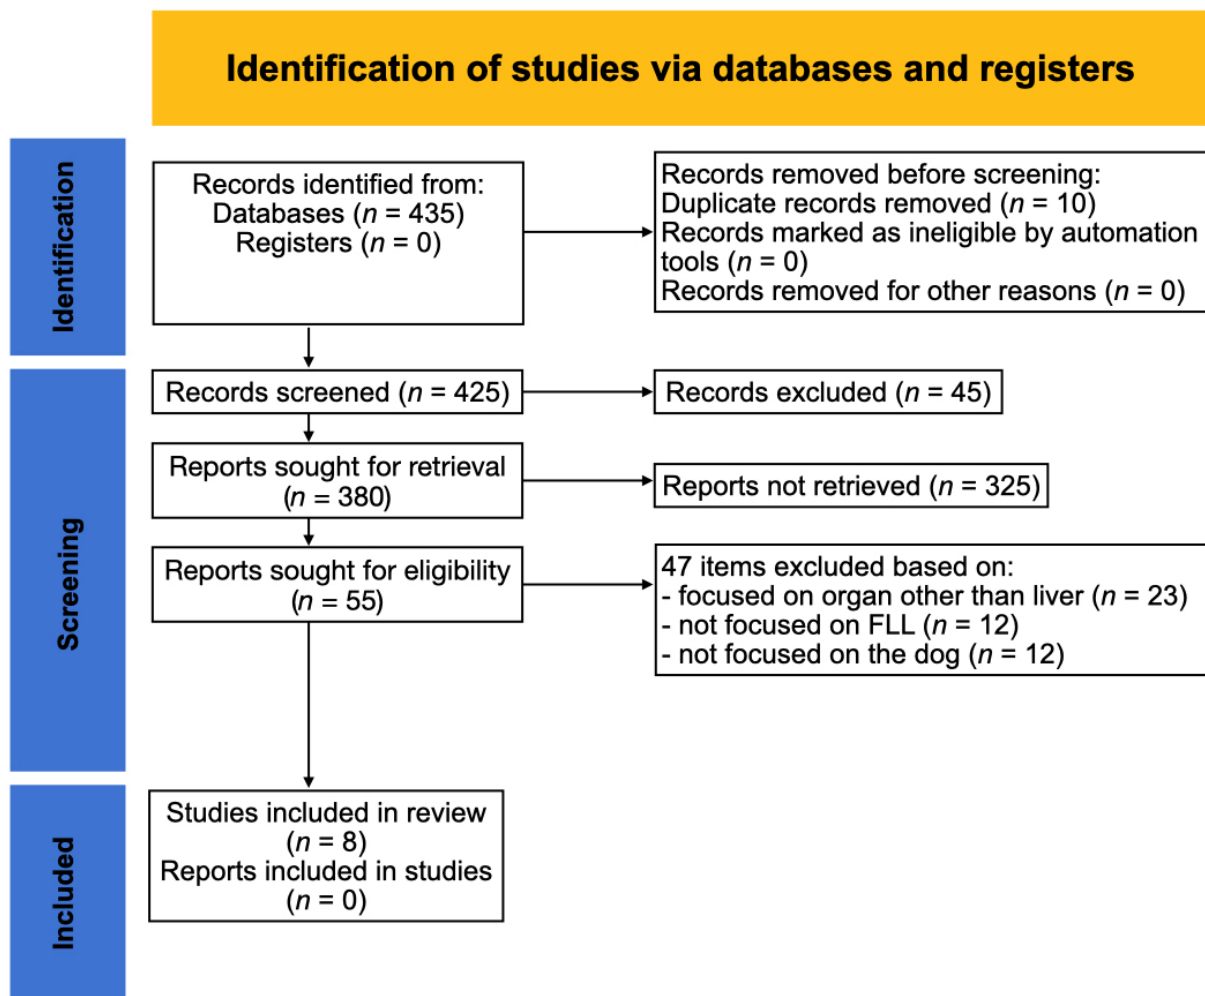 Identification of studies via databases and registers
Identification
Records identified from:
Databases (n = 435)
Registers (n = 0)
Records removed before screening:
Duplicate records removed (n = 10)
Records marked as ineligible by automation
tools (n = 0)
Records removed for other reasons (n = 0)
Screening
Records screened (n = 425)
Records excluded (n = 45)
Reports sought for retrieval
(n = 380)
Reports not retrieved (n = 325)
Reports sought for eligibility
(n = 55)
47 items excluded based on:
- focused on organ other than liver (n = 23)
- not focused on FLL (n = 12)
- not focused on the dog (n = 12)
Included
Studies included in review
(n = 8)
Reports included in studies
(n = 0)